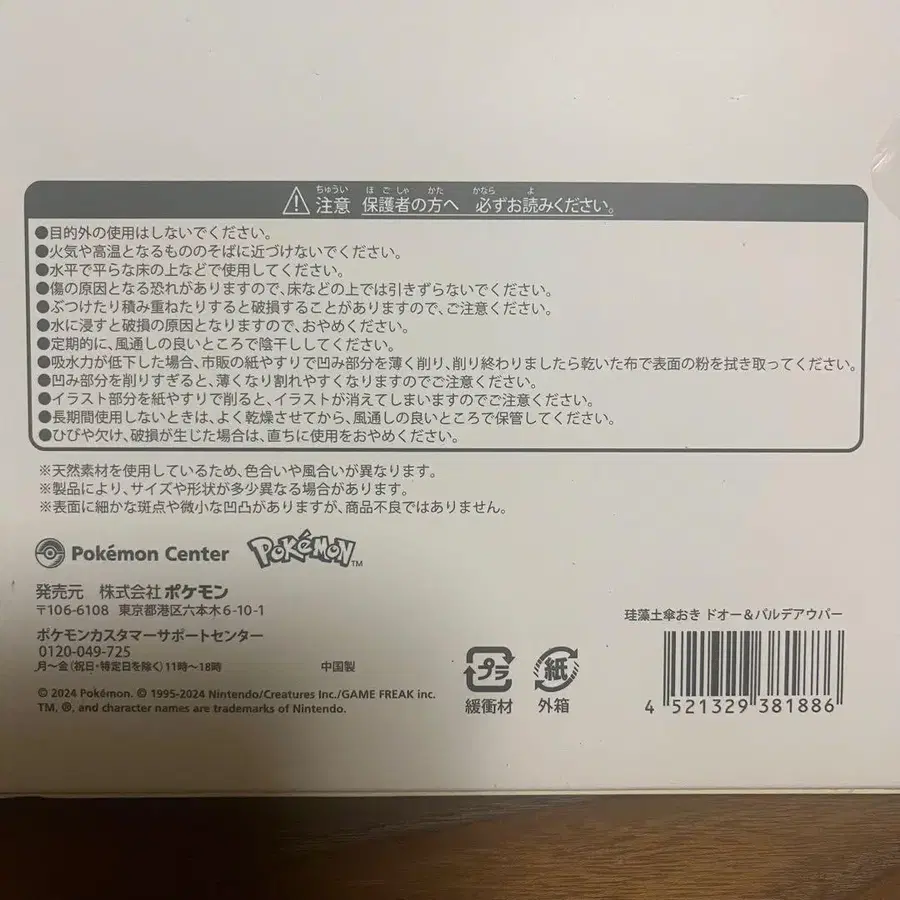 ちゅうい ほごしゃ かた かなら よ
⚠ 注意 保護者の方へ 必ずお読みください。
●目的外の使用はしないでください。
●火気や高温となるもののそばに近づけないでください。
●水平で平らな床の上などで使用してください。
●傷の原因となる恐れがありますので、床などの上では引きずらないでください。
●ぶつけたり積み重ねたりすると破損することがありますので、ご注意ください。
●水に浸すと破損の原因となりますので、おやめください。
●定期的に、風通しの良いところで陰干ししてください。
●吸水力が低下した場合、市販の紙やすりで凹み部分を薄く削り、削り終わりましたら乾いた布で表面の粉を拭き取ってください。
●凹み部分を削りすぎると、薄くなり割れやすくなりますのでご注意ください。
●イラスト部分を紙やすりで削ると、イラストが消えてしまいますのでご注意ください。
●長期間使用しないときは、よく乾燥させてから、風通しの良いところで保管してください。
●ひびや欠け、破損が生じた場合は、直ちに使用をおやめください。
※天然素材を使用しているため、色合いや風合いが異なります。
※製品により、サイズや形状が多少異なる場合があります。
※表面に細かな斑点や微小な凹凸がありますが、商品不良ではありません。
Pokémon Center POKéMON TM
発売元 株式会社ポケモン
〒106-6108 東京都港区六本木6-10-1
ポケモンカスタマーサポートセンター
0120-049-725
月〜金(祝日・特定日を除く)11時〜18時 中国製
© 2024 Pokémon. © 1995-2024 Nintendo/Creatures Inc./GAME FREAK inc.
TM, ®, and character names are trademarks of Nintendo.
プラ 紙
緩衝材 外箱
珪藻土傘おき ドオー&パルデアウパー
4 521329 381886